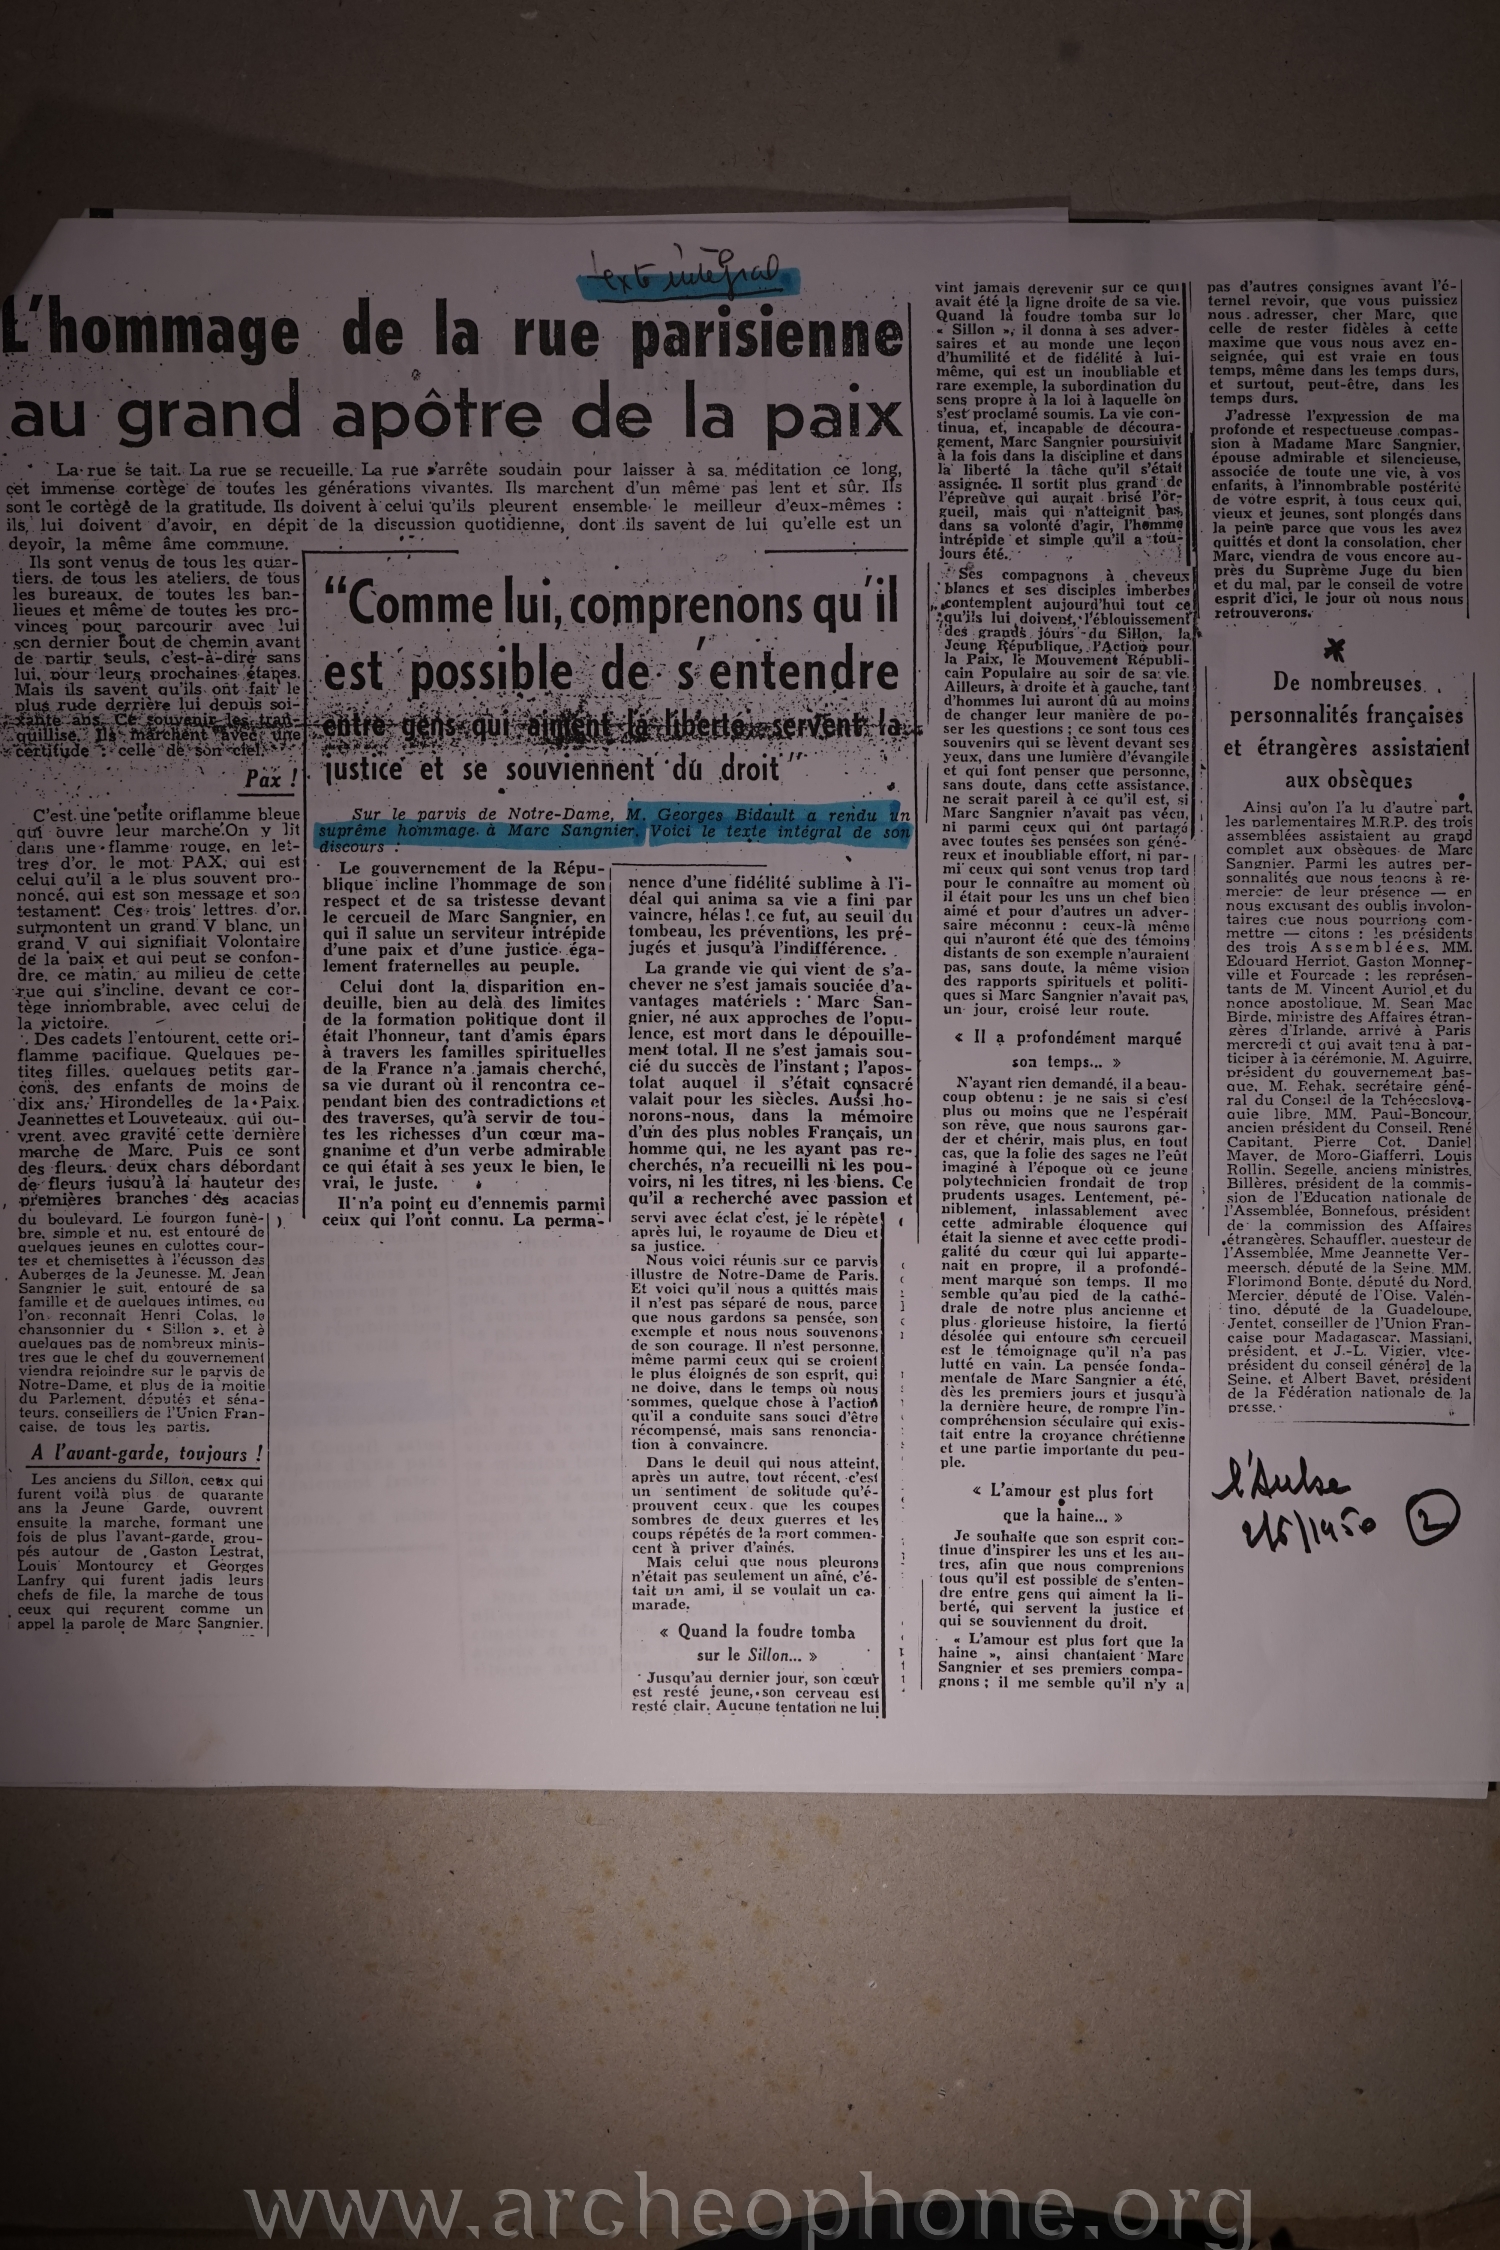 texte intégral
L'hommage de la rue parisienne
au grand apôtre de la paix
La rue se tait. La rue se recueille. La rue s'arrête soudain pour laisser à sa méditation ce long,
cet immense cortège de toutes les générations vivantes. Ils marchent d'un même pas lent et sûr. Ils
sont le cortège de la gratitude. Ils doivent à celui qu'ils pleurent ensemble le meilleur d'eux-mêmes :
ils lui doivent d'avoir, en dépit de la discussion quotidienne, dont ils savent de lui qu'elle est un
devoir, la même âme commune.
Ils sont venus de tous les quar-
tiers, de tous les ateliers, de tous
les bureaux, de toutes les ban-
lieues et même de toutes les pro-
vinces pour parcourir avec lui
son dernier bout de chemin avant
de partir seuls, c'est-à-dire sans
lui, pour leurs prochaines étapes.
Mais ils savent qu'ils ont fait le
plus rude derrière lui depuis soi-
xante ans. Ce souvenir les tran-
quillise. Ils marchent avec une
certitude : celle de son ciel.
Pax !
C'est une petite oriflamme bleue
qui ouvre leur marche. On y lit
dans une flamme rouge, en let-
tres d'or, le mot PAX, qui est
celui qu'il a le plus souvent pro-
noncé, qui est son message et son
testament. Ces trois lettres d'or
surmontent un grand V blanc, un
grand V qui signifiait Volontaire
de la paix et qui peut se confon-
dre, ce matin, au milieu de cette
rue qui s'incline, devant ce cor-
tège innombrable, avec celui de
la victoire.
Des cadets l'entourent, cette ori-
flamme pacifique. Quelques pe-
tites filles, quelques petits gar-
çons, des enfants de moins de
dix ans, Hirondelles de la Paix,
Jeannettes et Louveteaux, qui ou-
vrent avec gravité cette dernière
marche de Marc. Puis ce sont
des fleurs, deux chars débordant
de fleurs jusqu'à la hauteur des
premières branches des acacias
du boulevard. Le fourgon funè-
bre, simple et nu, est entouré de
quelques jeunes en culottes cour-
tes et chemisettes à l'écusson des
Auberges de la Jeunesse. M. Jean
Sangnier le suit, entouré de sa
famille et de quelques intimes, où
l'on reconnaît Henri Colas, le
chansonnier du « Sillon », et à
quelques pas de nombreux minis-
tres que le chef du gouvernement
viendra rejoindre sur le parvis de
Notre-Dame, et plus de la moitié
du Parlement, députés et séna-
teurs, conseillers de l'Union Fran-
çaise, de tous les partis.
A l'avant-garde, toujours !
Les anciens du Sillon, ceux qui
furent voilà plus de quarante
ans la Jeune Garde, ouvrent
ensuite la marche, formant une
fois de plus l'avant-garde, grou-
pés autour de Gaston Lestrat,
Louis Montourcy et Georges
Lanfry qui furent jadis leurs
chefs de file, la marche de tous
ceux qui reçurent comme un
appel la parole de Marc Sangnier.
“Comme lui, comprenons qu'il
est possible de s'entendre
entre gens qui aiment la liberté, servent la
justice et se souviennent du droit”
Sur le parvis de Notre-Dame, M. Georges Bidault a rendu un
suprême hommage à Marc Sangnier. Voici le texte intégral de son
discours :
Le gouvernement de la Répu-
blique incline l'hommage de son
respect et de sa tristesse devant
le cercueil de Marc Sangnier, en
qui il salue un serviteur intrépide
d'une paix et d'une justice éga-
lement fraternelles au peuple.
Celui dont la disparition en-
deuille, bien au delà des limites
de la formation politique dont il
était l'honneur, tant d'amis épars
à travers les familles spirituelles
de la France n'a jamais cherché,
sa vie durant où il rencontra ce-
pendant bien des contradictions et
des traverses, qu'à servir de tou-
tes les richesses d'un cœur ma-
gnanime et d'un verbe admirable
ce qui était à ses yeux le bien, le
vrai, le juste.
Il n'a point eu d'ennemis parmi
ceux qui l'ont connu. La perma-
nence d'une fidélité sublime à l'i-
déal qui anima sa vie a fini par
vaincre, hélas ! ce fut, au seuil du
tombeau, les préventions, les pré-
jugés et jusqu'à l'indifférence.
La grande vie qui vient de s'a-
chever ne s'est jamais souciée d'a-
vantages matériels : Marc San-
gnier, né aux approches de l'opu-
lence, est mort dans le dépouille-
ment total. Il ne s'est jamais sou-
cié du succès de l'instant ; l'apos-
tolat auquel il s'était consacré
valait pour les siècles. Aussi ho-
norons-nous, dans la mémoire
d'un des plus nobles Français, un
homme qui, ne les ayant pas re-
cherchés, n'a recueilli ni les pou-
voirs, ni les titres, ni les biens. Ce
qu'il a recherché avec passion et
servi avec éclat c'est, je le répète
après lui, le royaume de Dieu et
sa justice.
Nous voici réunis sur ce parvis
illustre de Notre-Dame de Paris.
Et voici qu'il nous a quittés mais
il n'est pas séparé de nous, parce
que nous gardons sa pensée, son
exemple et nous nous souvenons
de son courage. Il n'est personne,
même parmi ceux qui se croient
le plus éloignés de son esprit, qui
ne doive, dans le temps où nous
sommes, quelque chose à l'action
qu'il a conduite sans souci d'être
récompensé, mais sans renoncia-
tion à convaincre.
Dans le deuil qui nous atteint,
après un autre, tout récent, c'est
un sentiment de solitude qu'é-
prouvent ceux que les coupes
sombres de deux guerres et les
coups répétés de la mort commen-
cent à priver d'aînés.
Mais celui que nous pleurons
n'était pas seulement un aîné, c'é-
tait un ami, il se voulait un ca-
marade.
« Quand la foudre tomba
sur le Sillon... »
Jusqu'au dernier jour, son cœur
est resté jeune, son cerveau est
resté clair. Aucune tentation ne lui
vint jamais derevenir sur ce qui
avait été la ligne droite de sa vie.
Quand la foudre tomba sur le
« Sillon », il donna à ses adver-
saires et au monde une leçon
d'humilité et de fidélité à lui-
même, qui est un inoubliable et
rare exemple, la subordination du
sens propre à la loi à laquelle on
s'est proclamé soumis. La vie con-
tinua, et, incapable de découra-
gement, Marc Sangnier poursuivit
à la fois dans la discipline et dans
la liberté la tâche qu'il s'était
assignée. Il sortit plus grand de
l'épreuve qui aurait brisé l'or-
gueil, mais qui n'atteignit pas,
dans sa volonté d'agir, l'homme
intrépide et simple qu'il a tou-
jours été.
Ses compagnons à cheveux
blancs et ses disciples imberbes
contemplent aujourd'hui tout ce
qu'ils lui doivent, l'éblouissement
des grands jours du Sillon, la
Jeune République, l'Action pour
la Paix, le Mouvement Républi-
cain Populaire au soir de sa vie.
Ailleurs, à droite et à gauche, tant
d'hommes lui auront dû au moins
de changer leur manière de po-
ser les questions ; ce sont tous ces
souvenirs qui se lèvent devant ses
yeux, dans une lumière d'évangile
et qui font penser que personne,
sans doute, dans cette assistance,
ne serait pareil à ce qu'il est, si
Marc Sangnier n'avait pas vécu,
ni parmi ceux qui ont partagé
avec toutes ses pensées son géné-
reux et inoubliable effort, ni par-
mi ceux qui sont venus trop tard
pour le connaître au moment où
il était pour les uns un chef bien
aimé et pour d'autres un adver-
saire méconnu : ceux-là même
qui n'auront été que des témoins
distants de son exemple n'auraient
pas, sans doute, la même vision
des rapports spirituels et politi-
ques si Marc Sangnier n'avait pas,
un jour, croisé leur route.
« Il a profondément marqué
son temps... »
N'ayant rien demandé, il a beau-
coup obtenu : je ne sais si c'est
plus ou moins que ne l'espérait
son rêve, que nous saurons gar-
der et chérir, mais plus, en tout
cas, que la folie des sages ne l'eût
imaginé à l'époque où ce jeune
polytechnicien frondait de trop
prudents usages. Lentement, pé-
niblement, inlassablement avec
cette admirable éloquence qui
était la sienne et avec cette prodi-
galité du cœur qui lui apparte-
nait en propre, il a profondé-
ment marqué son temps. Il me
semble qu'au pied de la cathé-
drale de notre plus ancienne et
plus glorieuse histoire, la fierté
désolée qui entoure son cercueil
est le témoignage qu'il n'a pas
lutté en vain. La pensée fonda-
mentale de Marc Sangnier a été,
dès les premiers jours et jusqu'à
la dernière heure, de rompre l'in-
compréhension séculaire qui exis-
tait entre la croyance chrétienne
et une partie importante du peu-
ple.
« L'amour est plus fort
que la haine... »
Je souhaite que son esprit con-
tinue d'inspirer les uns et les au-
tres, afin que nous comprenions
tous qu'il est possible de s'enten-
dre entre gens qui aiment la li-
berté, qui servent la justice et
qui se souviennent du droit.
« L'amour est plus fort que la
haine », ainsi chantaient Marc
Sangnier et ses premiers compa-
gnons ; il me semble qu'il n'y a
pas d'autres consignes avant l'é-
ternel revoir, que vous puissiez
nous adresser, cher Marc, que
celle de rester fidèles à cette
maxime que vous nous avez en-
seignée, qui est vraie en tous
temps, même dans les temps durs,
et surtout, peut-être, dans les
temps durs.
J'adresse l'expression de ma
profonde et respectueuse compas-
sion à Madame Marc Sangnier,
épouse admirable et silencieuse,
associée de toute une vie, à vos
enfants, à l'innombrable postérité
de votre esprit, à tous ceux qui,
vieux et jeunes, sont plongés dans
la peine parce que vous les avez
quittés et dont la consolation, cher
Marc, viendra de vous encore au-
près du Suprême Juge du bien
et du mal, par le conseil de votre
esprit d'ici, le jour où nous nous
retrouverons.
De nombreuses
personnalités françaises
et étrangères assistaient
aux obsèques
Ainsi qu'on l'a lu d'autre part,
les parlementaires M.R.P. des trois
assemblées assistaient au grand
complet aux obsèques de Marc
Sangnier. Parmi les autres per-
sonnalités que nous tenons à re-
mercier de leur présence — en
nous excusant des oublis involon-
taires que nous pourrions com-
mettre — citons : les présidents
des trois Assemblées, MM.
Edouard Herriot, Gaston Monner-
ville et Fourcade ; les représen-
tants de M. Vincent Auriol et du
nonce apostolique, M. Sean Mac
Birde, ministre des Affaires étran-
gères d'Irlande, arrivé à Paris
mercredi et qui avait tenu à par-
ticiper à la cérémonie, M. Aguirre,
président du gouvernement bas-
que, M. Rehak, secrétaire géné-
ral du Conseil de la Tchécoslova-
quie libre, MM. Paul-Boncour,
ancien président du Conseil, René
Capitant, Pierre Cot, Daniel
Mayer, de Moro-Giafferri, Louis
Rollin, Segelle, anciens ministres,
Billères, président de la commis-
sion de l'Education nationale de
l'Assemblée, Bonnefous, président
de la commission des Affaires
étrangères, Schauffler, questeur de
l'Assemblée, Mme Jeannette Ver-
meersch, député de la Seine, MM.
Florimond Bonte, député du Nord,
Mercier, député de l'Oise, Valen-
tino, député de la Guadeloupe,
Jentet, conseiller de l'Union Fran-
çaise pour Madagascar, Massiani,
président, et J.-L. Vigier, vice-
président du conseil général de la
Seine, et Albert Bayet, président
de la Fédération nationale de la
presse.
l'Aube
2/6/1950 2
www.archeophone.org